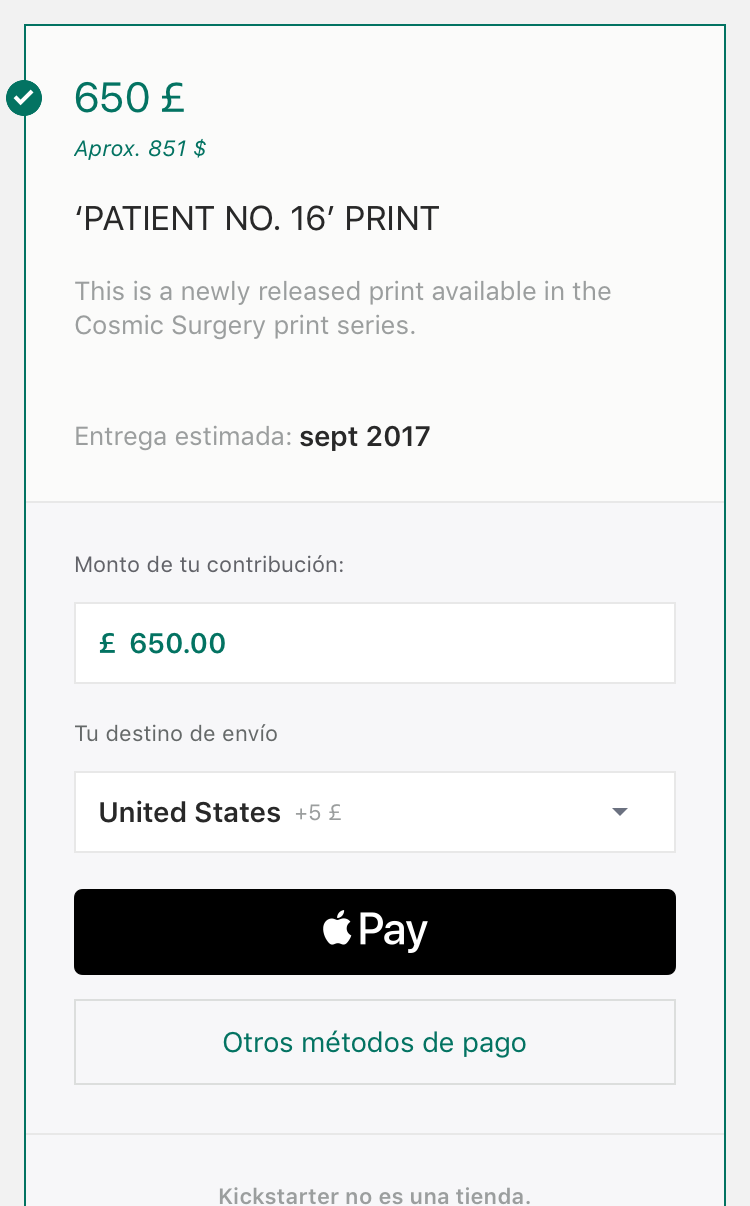 650 £
Aprox. 851 $
‘PATIENT NO. 16’ PRINT
This is a newly released print available in the
Cosmic Surgery print series.
Entrega estimada: sept 2017
Monto de tu contribución:
£ 650.00
Tu destino de envío
United States +5 £
Pay
Otros métodos de pago
Kickstarter no es una tienda.